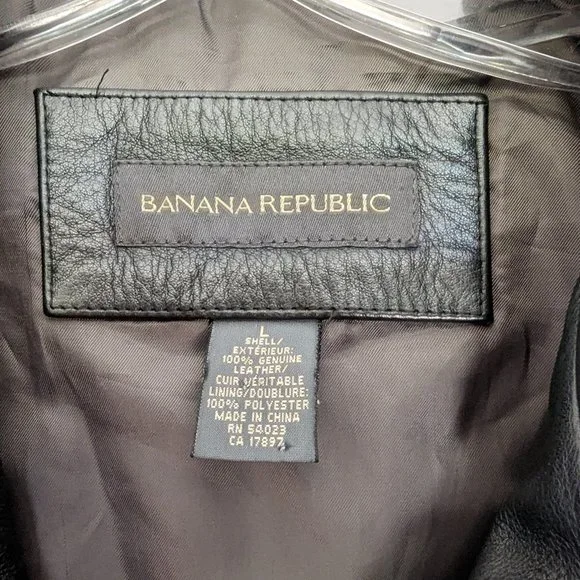 BANANA REPUBLIC
L
SHELL/
EXTÉRIEUR:
100% GENUINE
LEATHER/
CUIR VÉRITABLE
LINING/DOUBLURE:
100% POLYESTER
MADE IN CHINA
RN 54023
CA 17897